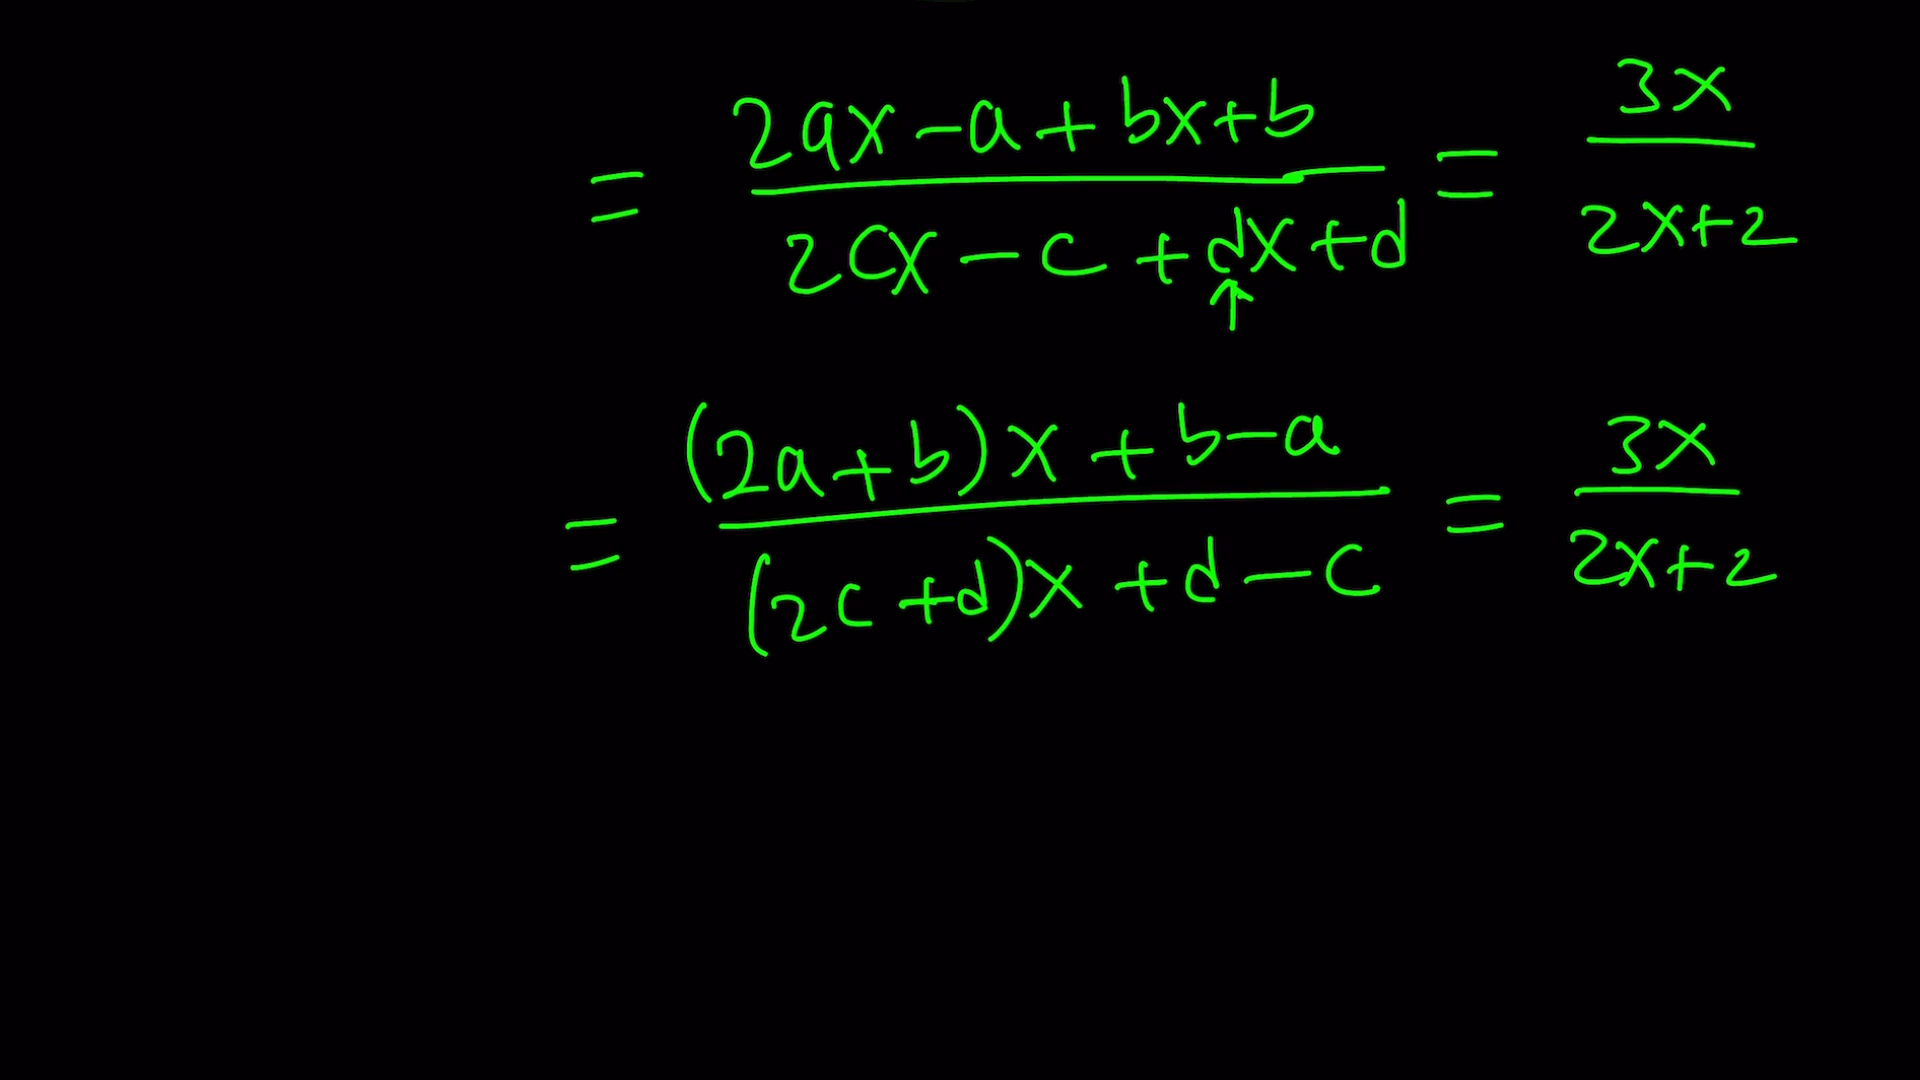 = (2ax - a + bx + b) / (2cx - c + dx + d) = 3x / (2x + 2)
↑
= ((2a + b)x + b - a) / ((2c + d)x + d - c) = 3x / (2x + 2)